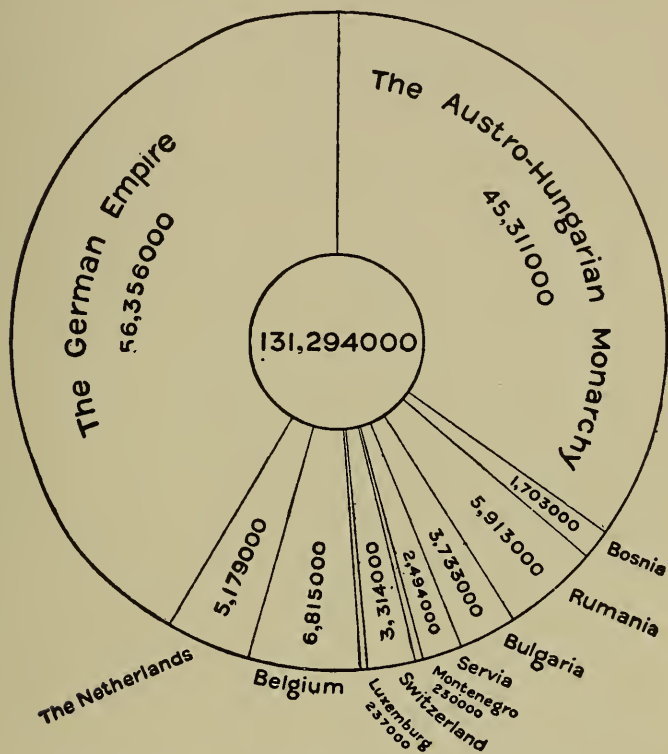 The German Empire
56,356000
The Austro-Hungarian Monarchy
45,311000
131,294000
1,703000
Bosnia
5,913000
Rumania
3,733000
Bulgaria
2,494000
Servia
Montenegro
3,314000
Switzerland
Luxemburg
237000
6,815000
Belgium
5,179000
The Netherlands